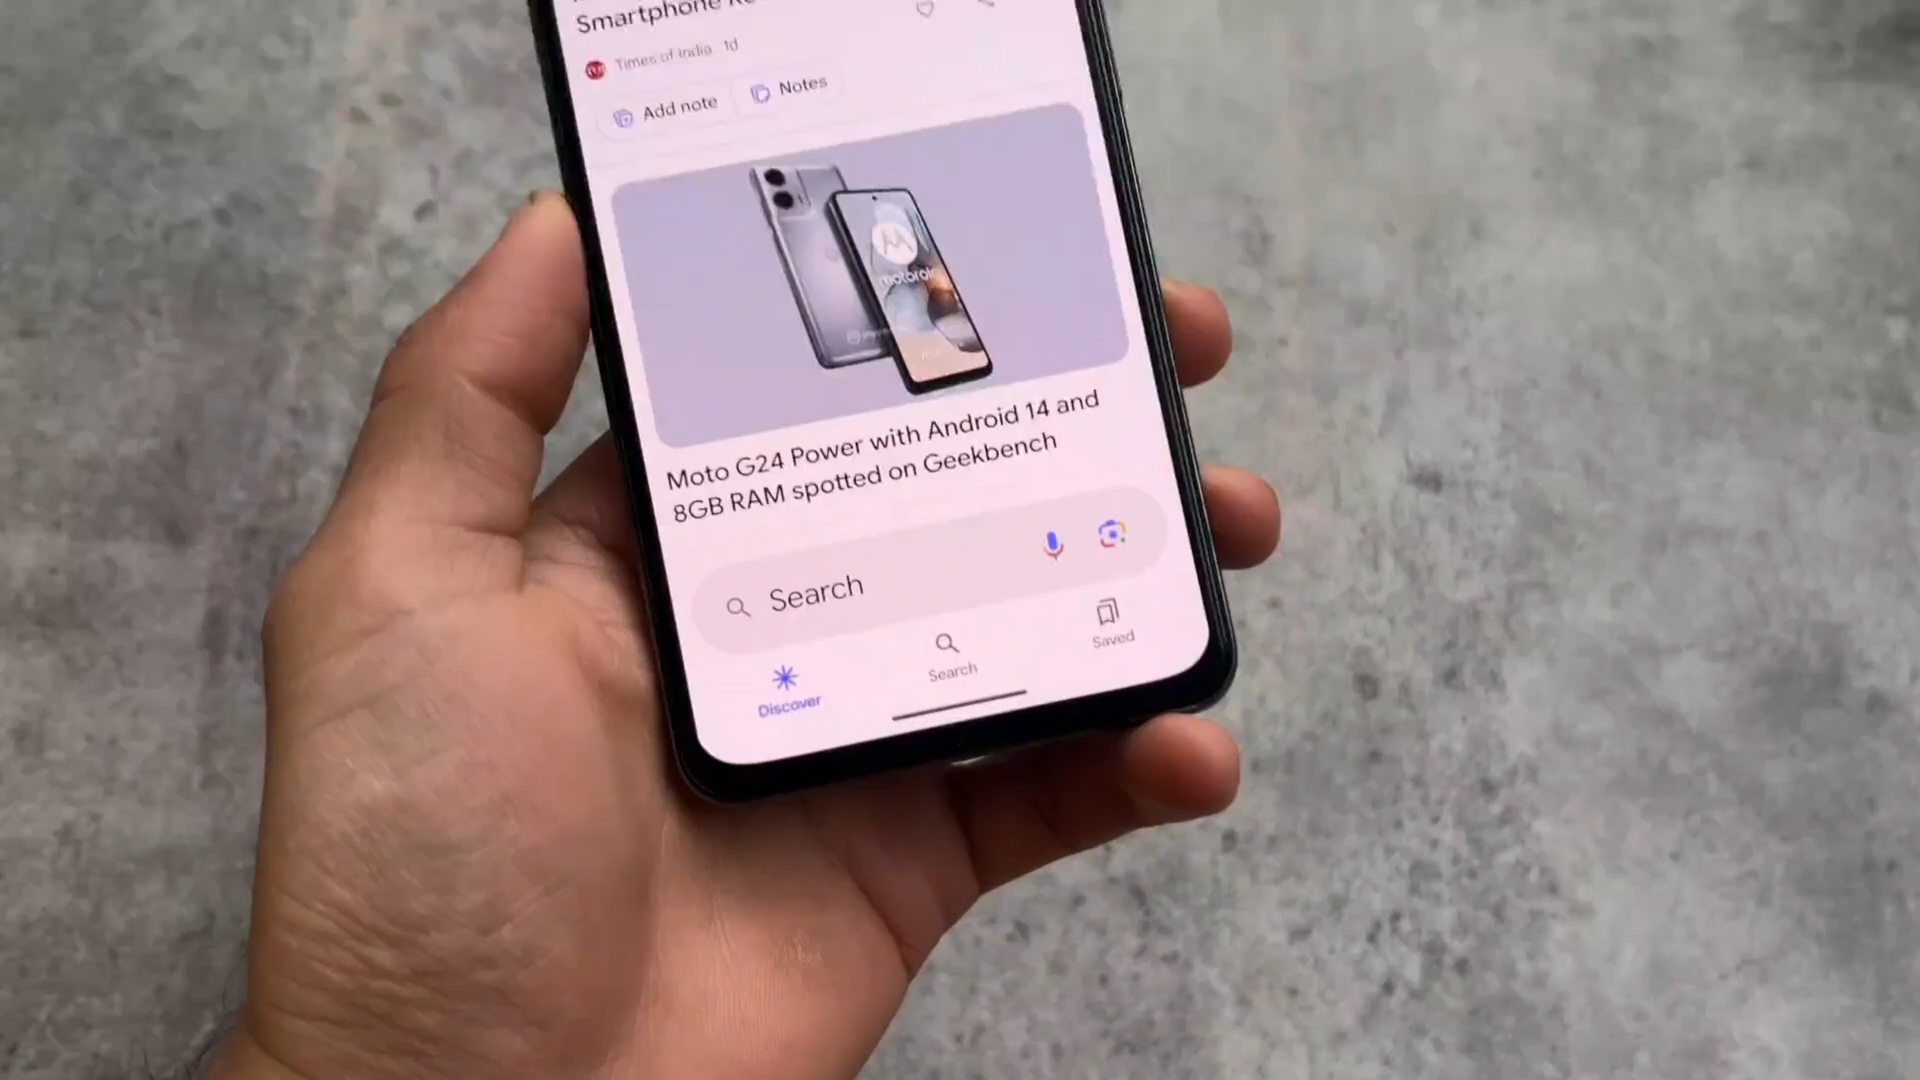 Smartphone
Times of India · 1d
Add note
Notes
motorola
Moto G24 Power with Android 14 and
8GB RAM spotted on Geekbench
Search
Discover
Search
Saved